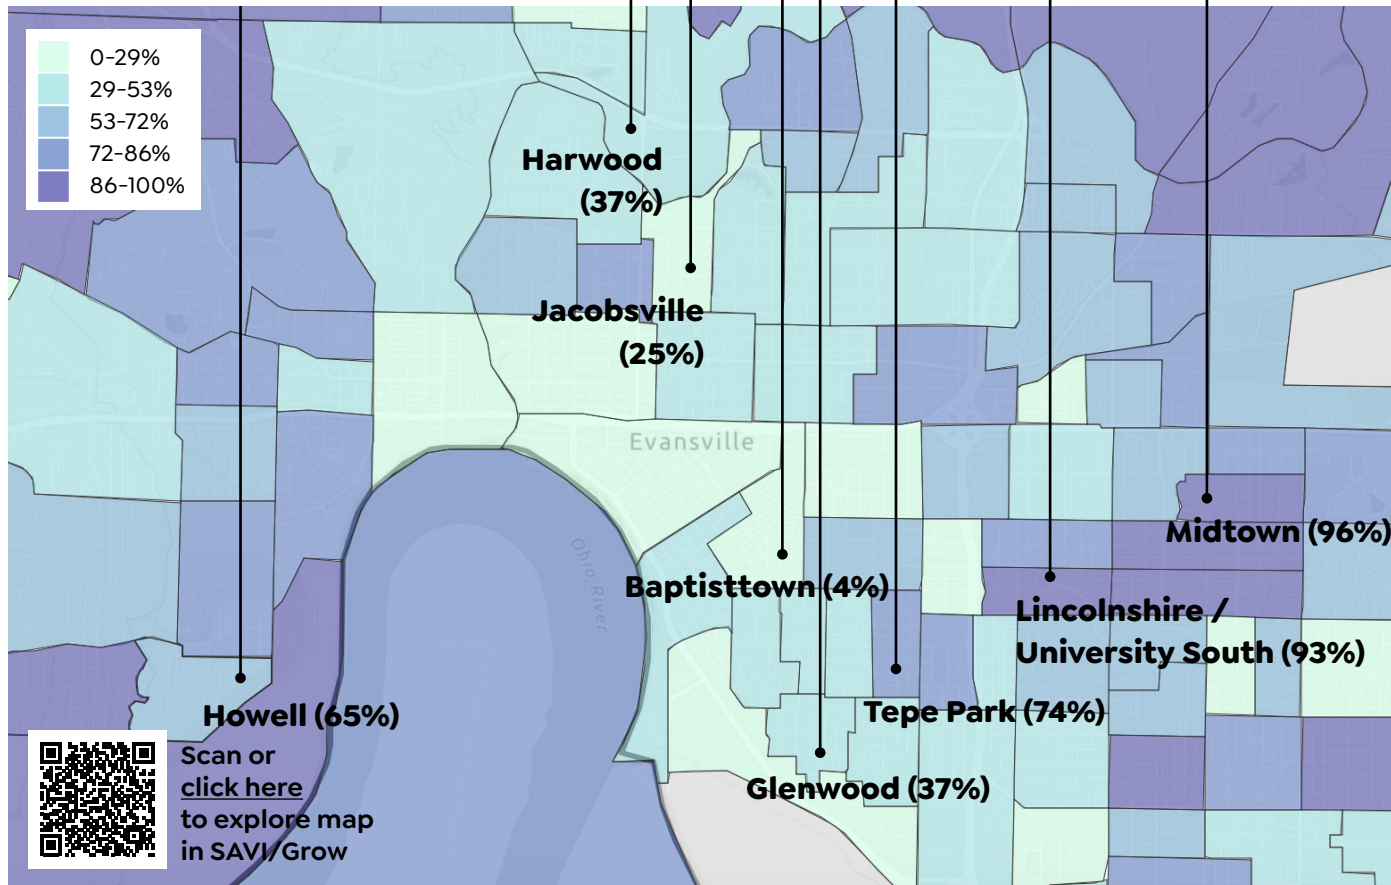 0-29%
29-53%
53-72%
72-86%
86-100%
Harwood
(37%)
Jacobsville
(25%)
Evansville
Ohio River
Midtown (96%)
Baptisttown (4%)
Lincolnshire /
University South (93%)
Howell (65%)
Tepe Park (74%)
Glenwood (37%)
Scan or
click here
to explore map
in SAVI/Grow